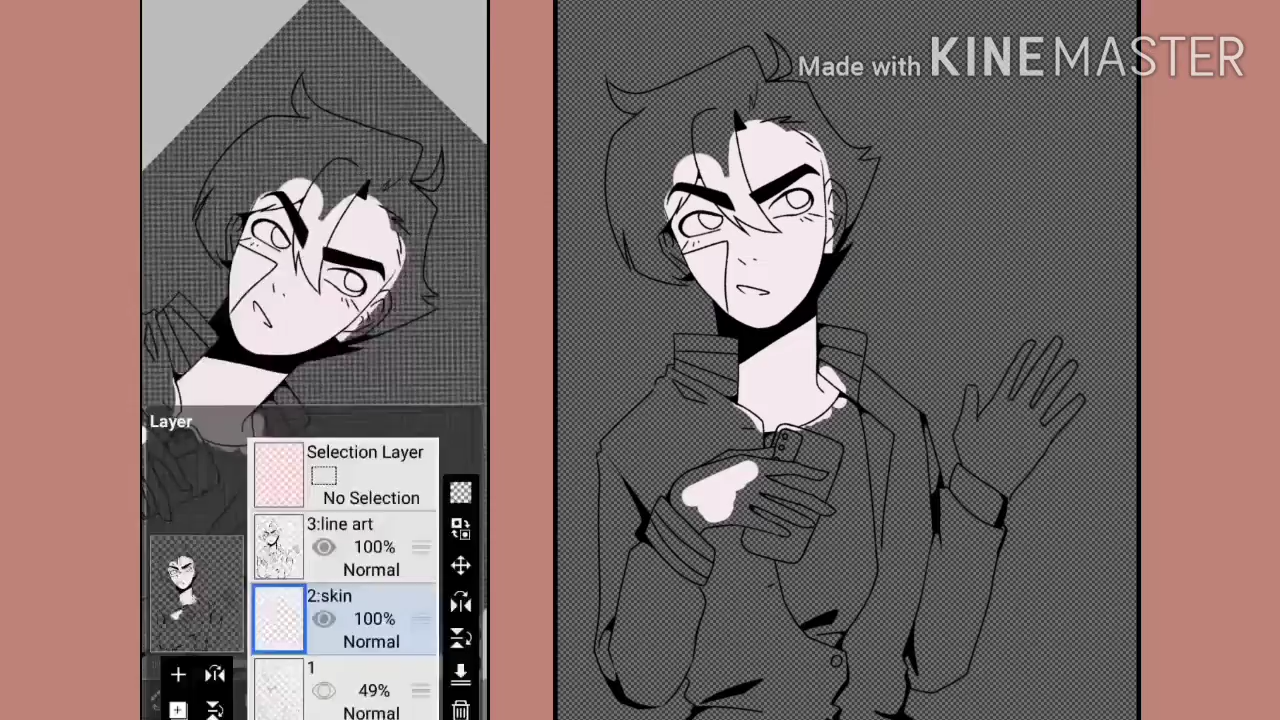 Made with KINEMASTER
Layer
Selection Layer
No Selection
3:line art
100%
Normal
2:skin
100%
Normal
1
49%
Normal